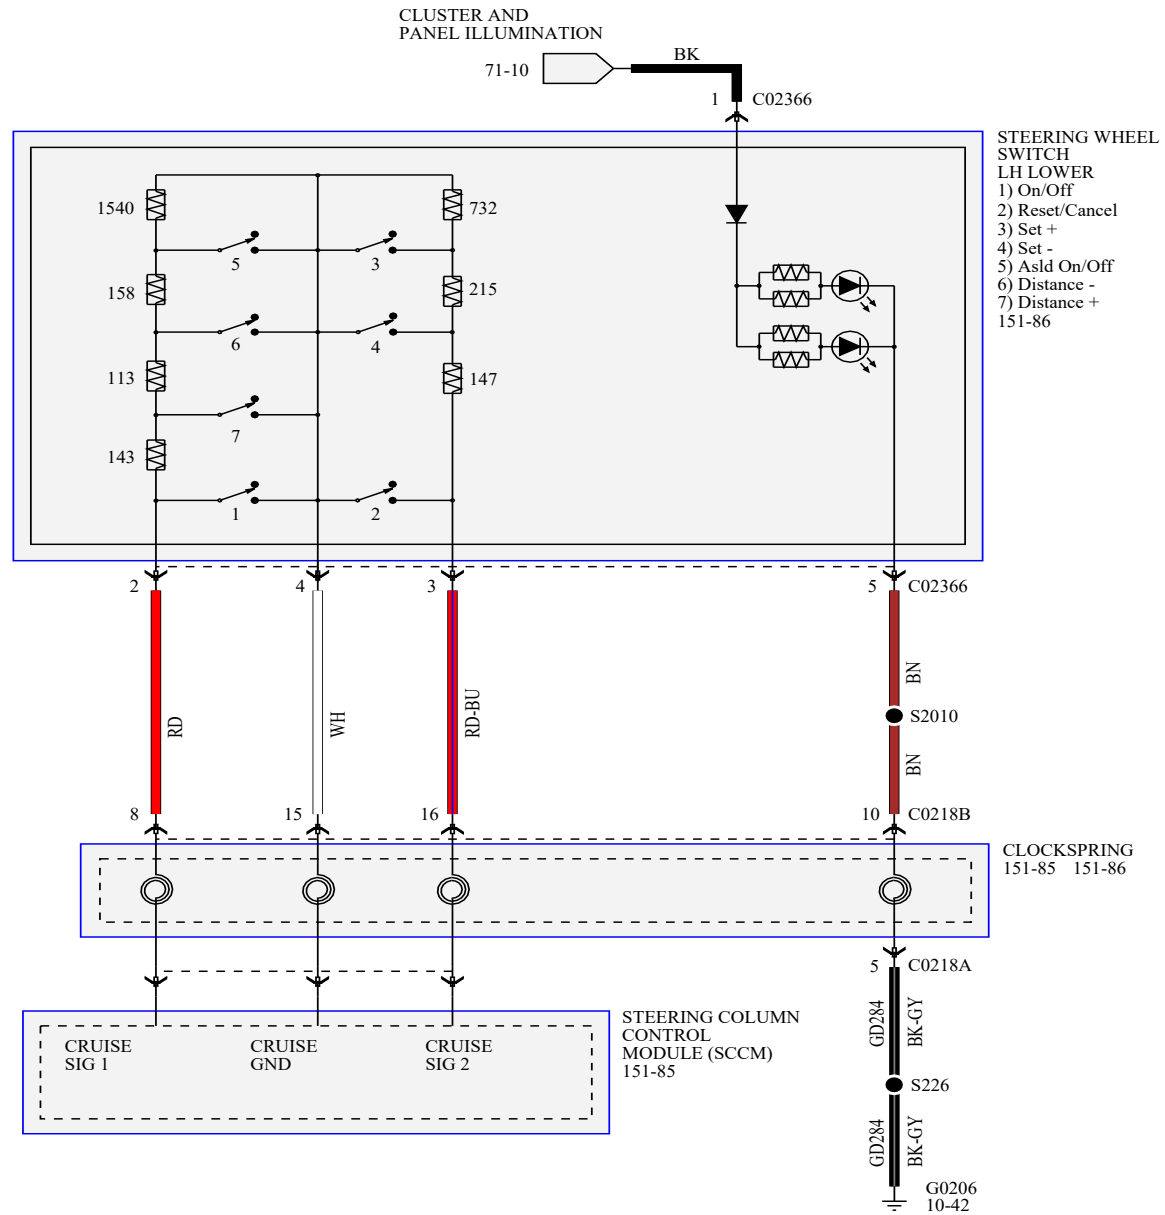 CLUSTER AND
PANEL ILLUMINATION
71-10
BK
1
C02366
STEERING WHEEL
SWITCH
LH LOWER
1) On/Off
2) Reset/Cancel
3) Set +
4) Set -
5) Asld On/Off
6) Distance -
7) Distance +
151-86
1540
732
5
3
158
215
6
4
113
147
7
143
1
2
2
4
3
5
C02366
RD
WH
RD-BU
BN
S2010
BN
8
15
16
10
C0218B
CLOCKSPRING
151-85 151-86
5
C0218A
GD284
BK-GY
STEERING COLUMN
CONTROL
MODULE (SCCM)
151-85
CRUISE
SIG 1
CRUISE
GND
CRUISE
SIG 2
S226
GD284
BK-GY
G0206
10-42